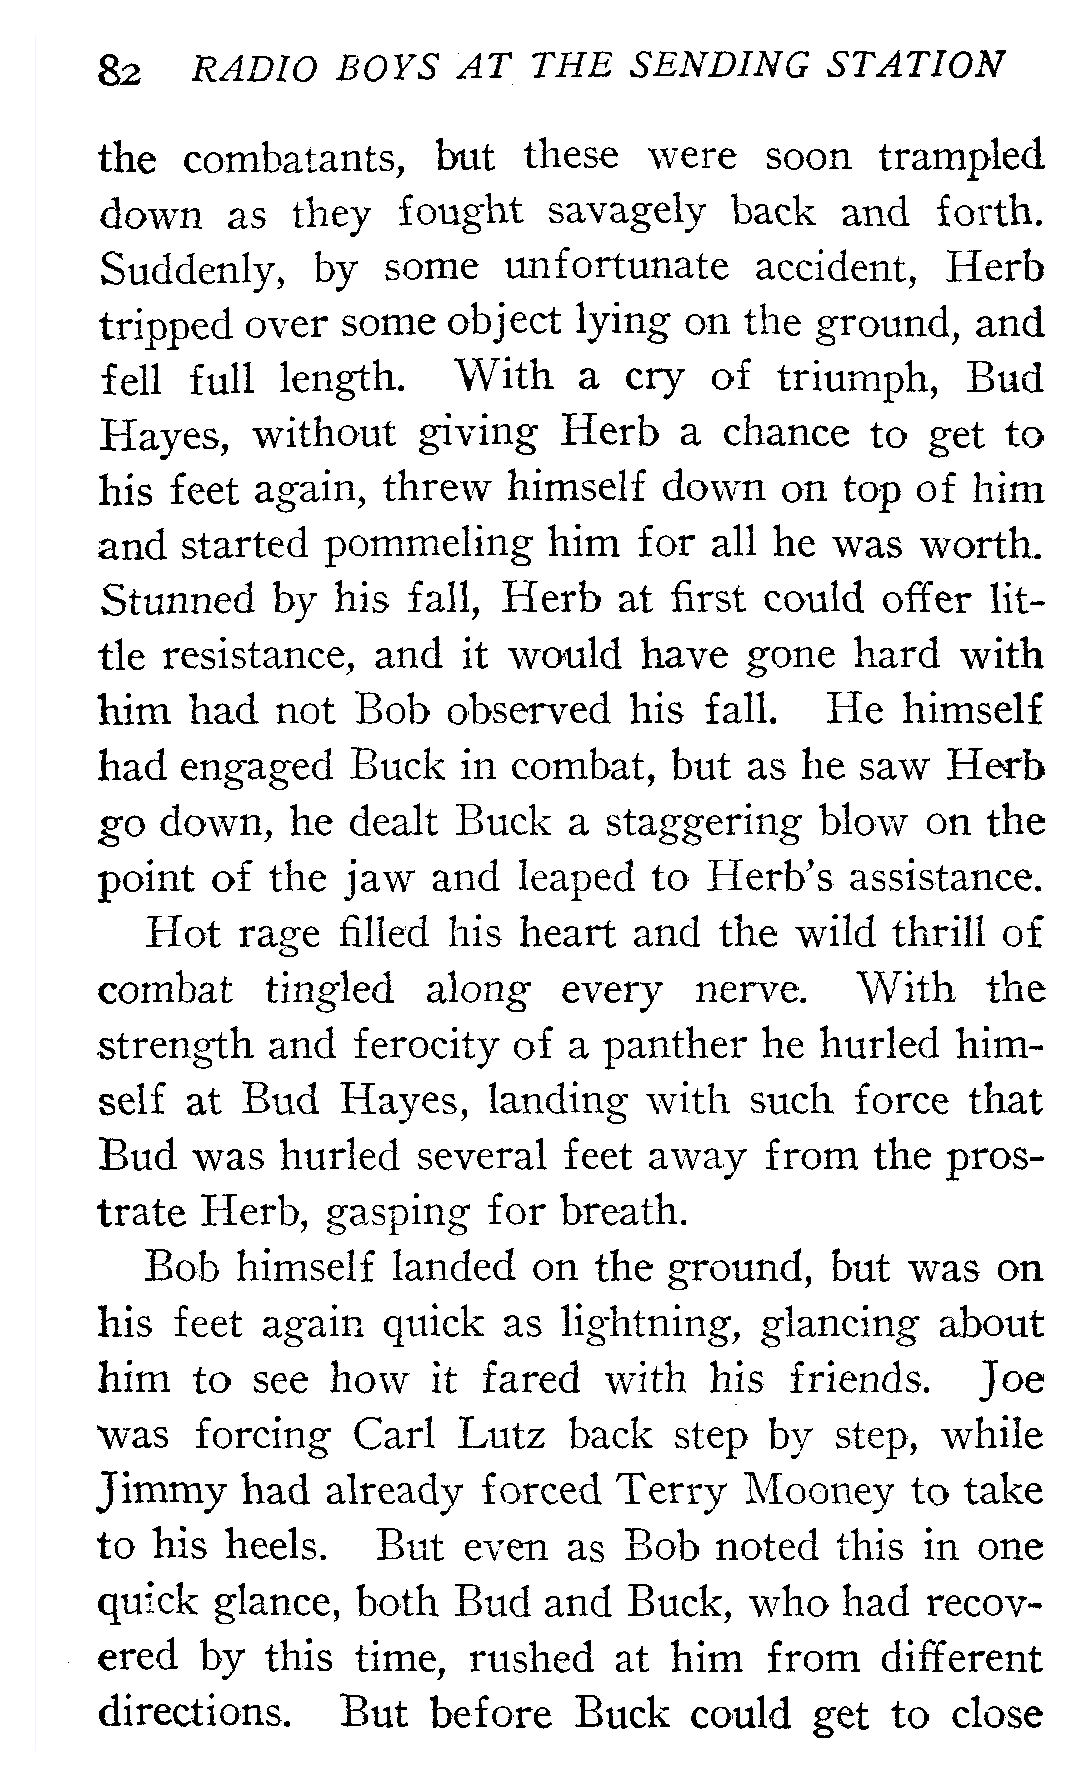 82 RADIO BOYS AT THE SENDING STATION
the combatants, but these were soon trampled
down as they fought savagely back and forth.
Suddenly, by some unfortunate accident, Herb
tripped over some object lying on the ground, and
fell full length. With a cry of triumph, Bud
Hayes, without giving Herb a chance to get to
his feet again, threw himself down on top of him
and started pommeling him for all he was worth.
Stunned by his fall, Herb at first could offer lit-
tle resistance, and it would have gone hard with
him had not Bob observed his fall. He himself
had engaged Buck in combat, but as he saw Herb
go down, he dealt Buck a staggering blow on the
point of the jaw and leaped to Herb's assistance.
Hot rage filled his heart and the wild thrill of
combat tingled along every nerve. With the
strength and ferocity of a panther he hurled him-
self at Bud Hayes, landing with such force that
Bud was hurled several feet away from the pros-
trate Herb, gasping for breath.
Bob himself landed on the ground, but was on
his feet again quick as lightning, glancing about
him to see how it fared with his friends. Joe
was forcing Carl Lutz back step by step, while
Jimmy had already forced Terry Mooney to take
to his heels. But even as Bob noted this in one
quick glance, both Bud and Buck, who had recov-
ered by this time, rushed at him from different
directions. But before Buck could get to close